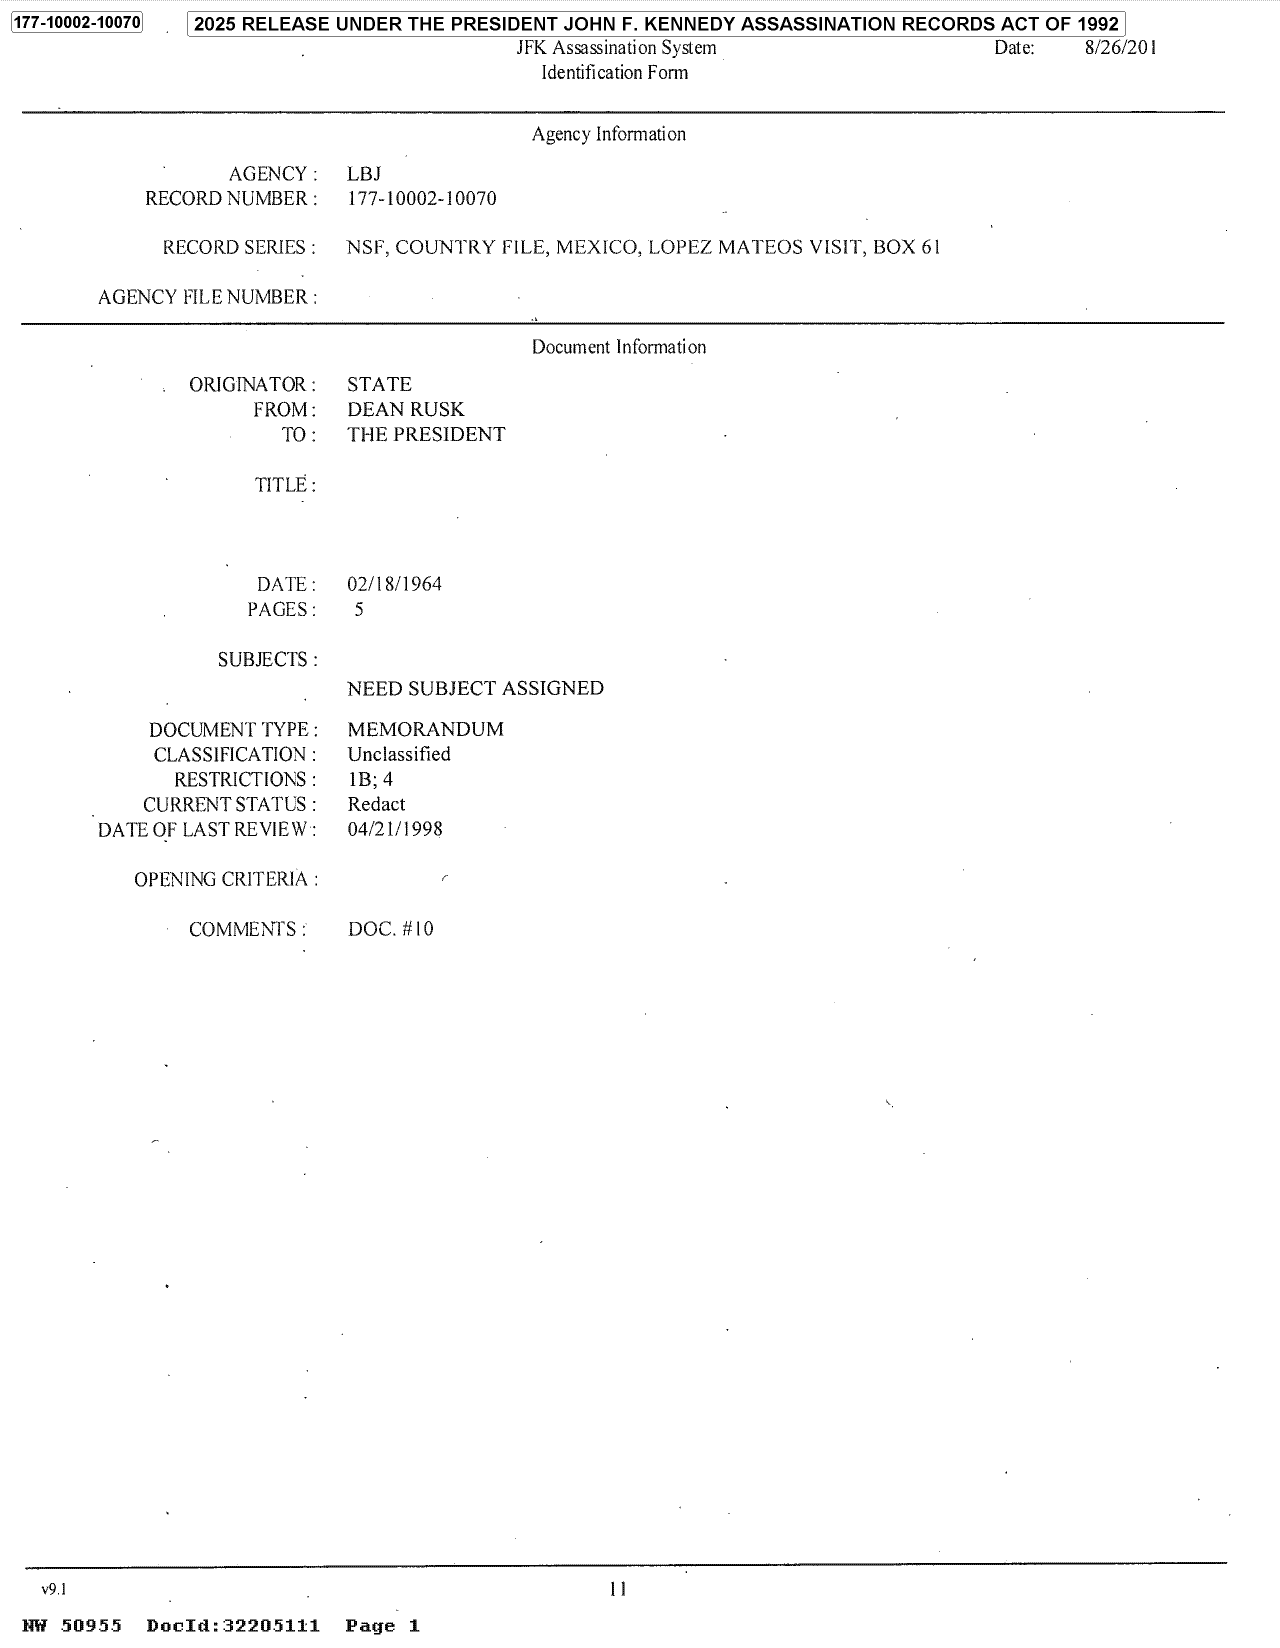 177-10002-10070 2025 RELEASE UNDER THE PRESIDENT JOHN F. KENNEDY ASSASSINATION RECORDS ACT OF 1992
JFK Assassination System Date: 8/26/201
Identification Form
Agency Information
AGENCY : LBJ
RECORD NUMBER : 177-10002-10070
RECORD SERIES : NSF, COUNTRY FILE, MEXICO, LOPEZ MATEOS VISIT, BOX 61
AGENCY FILE NUMBER :
Document Information
ORIGINATOR : STATE
FROM : DEAN RUSK
TO : THE PRESIDENT
TITLE :
DATE : 02/18/1964
PAGES : 5
SUBJECTS :
NEED SUBJECT ASSIGNED
DOCUMENT TYPE : MEMORANDUM
CLASSIFICATION : Unclassified
RESTRICTIONS : 1B; 4
CURRENT STATUS : Redact
DATE OF LAST REVIEW : 04/21/1998
OPENING CRITERIA :
COMMENTS : DOC. #10
v9.1 11
NW 50955 DocId:32205111 Page 1